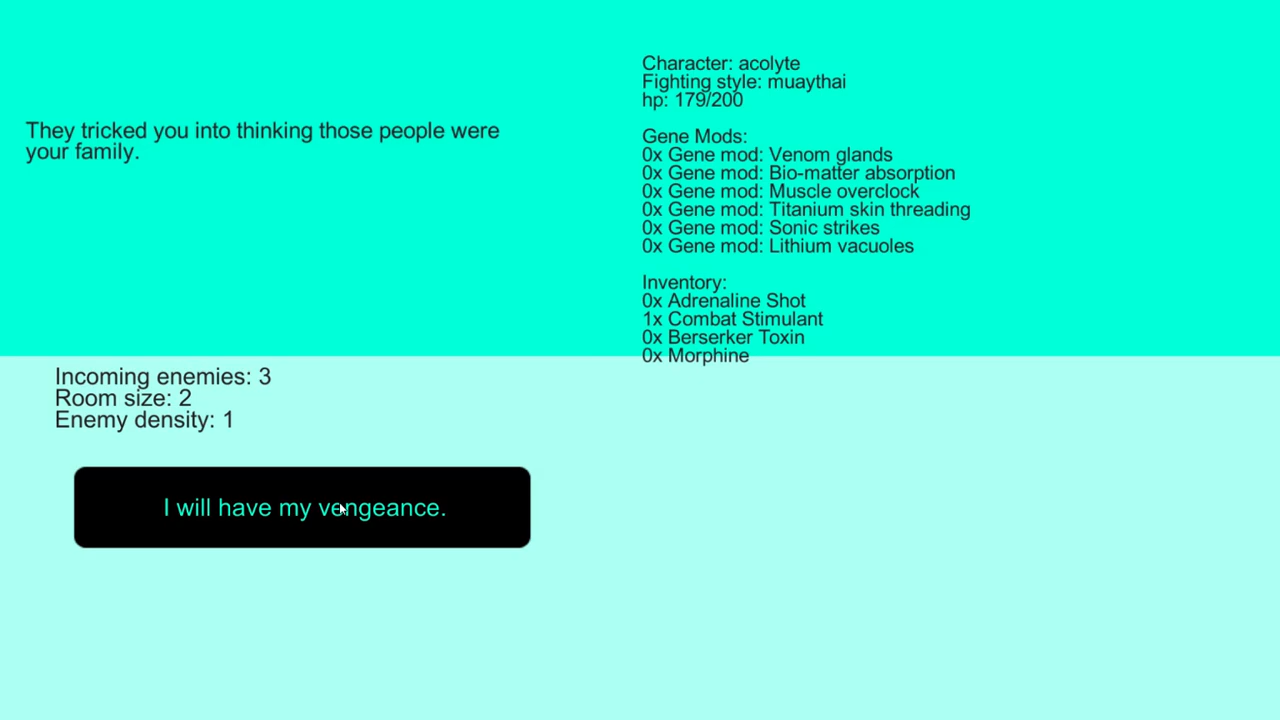 They tricked you into thinking those people were
your family.
Character: acolyte
Fighting style: muaythai
hp: 179/200
Gene Mods:
0x Gene mod: Venom glands
0x Gene mod: Bio-matter absorption
0x Gene mod: Muscle overclock
0x Gene mod: Titanium skin threading
0x Gene mod: Sonic strikes
0x Gene mod: Lithium vacuoles
Inventory:
0x Adrenaline Shot
1x Combat Stimulant
0x Berserker Toxin
0x Morphine
Incoming enemies: 3
Room size: 2
Enemy density: 1
I will have my vengeance.